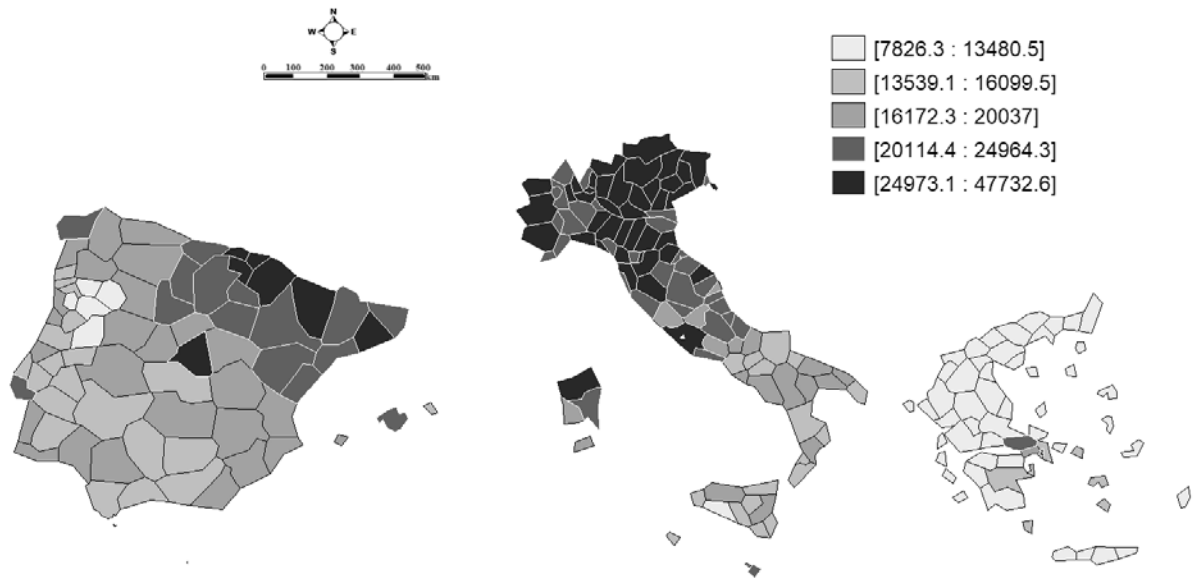 N
W E
S
0 100 200 300 400 500
km
[7826.3 : 13480.5]
[13539.1 : 16099.5]
[16172.3 : 20037]
[20114.4 : 24964.3]
[24973.1 : 47732.6]